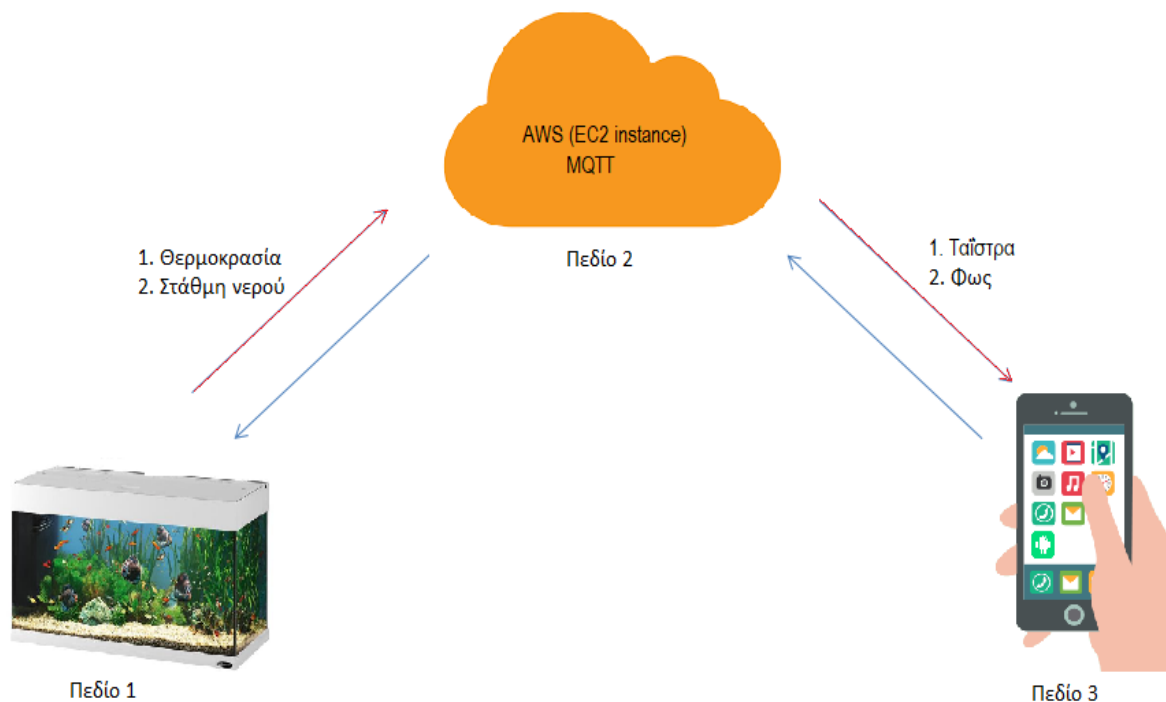 AWS (EC2 instance)
MQTT
Πεδίο 2
1. Θερμοκρασία
2. Στάθμη νερού
1. Ταΐστρα
2. Φως
Πεδίο 1
Πεδίο 3